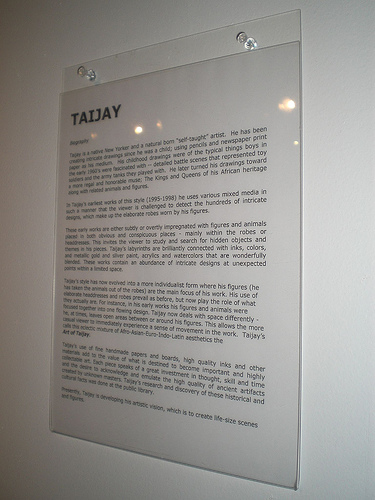 TAIJAY
Biography
Taijay is a native New Yorker and a natural born "self-taught" artist. He has been
creating intricate drawings since he was a child; using pencils and newspaper print
paper as his medium. His childhood drawings were of the typical things boys in
the early 1960's were fascinated with -- detailed battle scenes that represented toy
soldiers and the army tanks they played with. He later turned his drawings toward
a more regal and honorable muse; The Kings and Queens of his African heritage
along with related animals and figures.
In Taijay's earliest works of this style (1995-1998) he uses various mixed media in
such a manner that the viewer is challenged to detect the hundreds of intricate
designs, which make up the elaborate robes worn by his figures.
These early works are either subtly or overtly impregnated with figures and animals
placed in both obvious and conspicuous places - mainly within the robes or
headdresses. This invites the viewer to study and search for hidden objects and
themes in his pieces. Taijay's labyrinths are brilliantly connected with inks, colors,
and metallic gold and silver paint, acrylics and watercolors that are wonderfully
blended. These works contain an abundance of intricate designs at unexpected
points within a limited space.
Taijay's style has now evolved into a more individualist form where his figures (he
has taken the animals out of the robes) are the main focus of his work. His use of
elaborate headdresses and robes prevail as before, but now play the role of what
they actually are. For instance, in his early works his figures and animals were
focused together into one flowing design. Taijay now deals with space differently -
he, at times, leaves open areas between or around his figures. This allows the more
casual viewer to immediately experience a sense of movement in the work. Taijay's
calls this eclectic mixture of Afro-Asian-Euro-Indo-Latin aesthetics the
Art of Taijay.
Taijay's use of fine handmade papers and boards, high quality inks and other
materials add to the value of what is destined to become important and highly
collectable art. Each piece speaks of a great investment in thought, skill and time
and the desire to acknowledge and emulate the high quality of ancient artifacts
created by unknown masters. Taijay's research and discovery of these historical and
cultural facts was done at the public library.
Presently, Taijay is developing his artistic vision, which is to create life-size scenes
and figures.